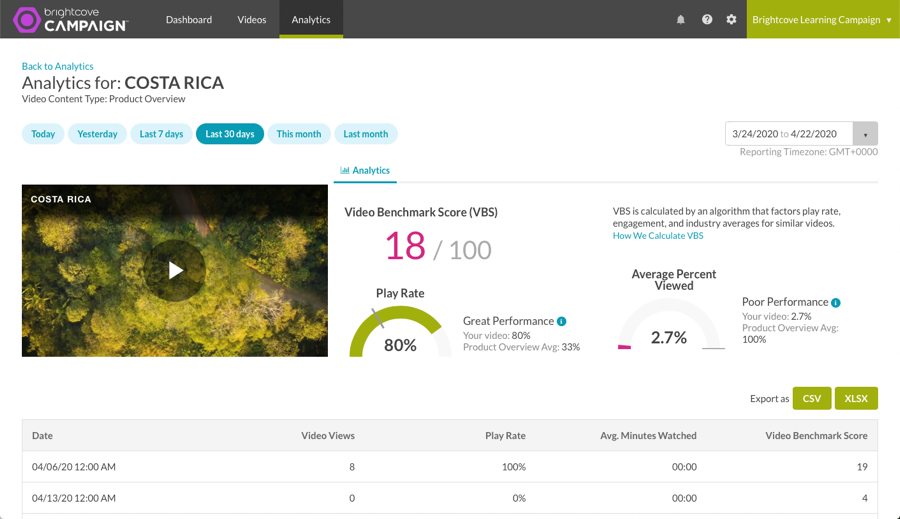 brightcove
CAMPAIGN™
Dashboard Videos Analytics
Brightcove Learning Campaign
Back to Analytics
Analytics for: COSTA RICA
Video Content Type: Product Overview
Today Yesterday Last 7 days Last 30 days This month Last month
3/24/2020 to 4/22/2020
Reporting Timezone: GMT+0000
Analytics
COSTA RICA
Video Benchmark Score (VBS)
18 / 100
VBS is calculated by an algorithm that factors play rate,
engagement, and industry averages for similar videos.
How We Calculate VBS
Play Rate
80%
Great Performance
Your video: 80%
Product Overview Avg: 33%
Average Percent
Viewed
2.7%
Poor Performance
Your video: 2.7%
Product Overview Avg:
100%
Export as CSV XLSX
Date Video Views Play Rate Avg. Minutes Watched Video Benchmark Score
04/06/20 12:00 AM 8 100% 00:00 19
04/13/20 12:00 AM 0 0% 00:00 4